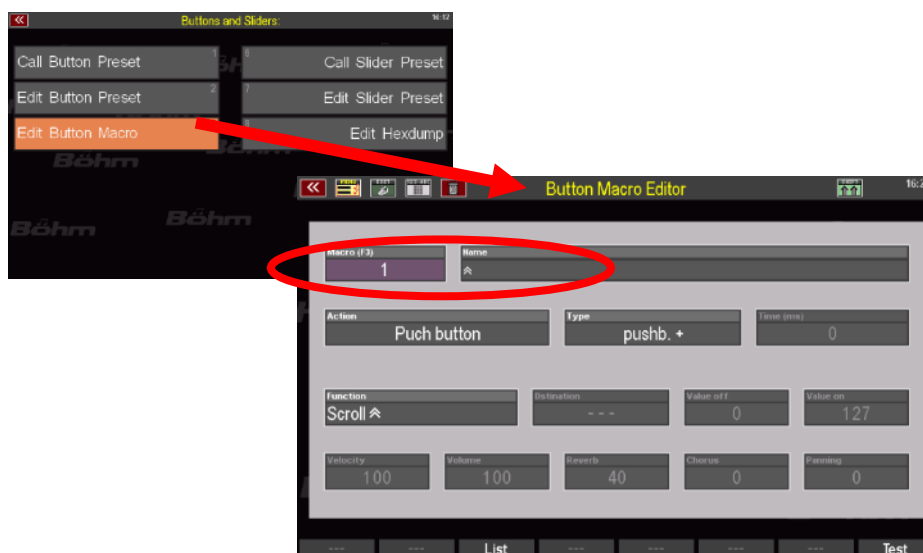 Buttons and Sliders:
16:12
Call Button Preset 1
6 Call Slider Preset
Edit Button Preset 2
7 Edit Slider Preset
Edit Button Macro
8 Edit Hexdump
Böhm
Böhm
Böhm
Button Macro Editor
16:2
Macro (F3)
Name
1
Action
Type
Time (ms)
Puch button
pushb. +
0
Function
Dstination
Value off
Value on
Scroll
---
0
127
Velocity
Volume
Reverb
Chorus
Panning
100
100
40
0
0
--- --- List --- --- --- --- Test